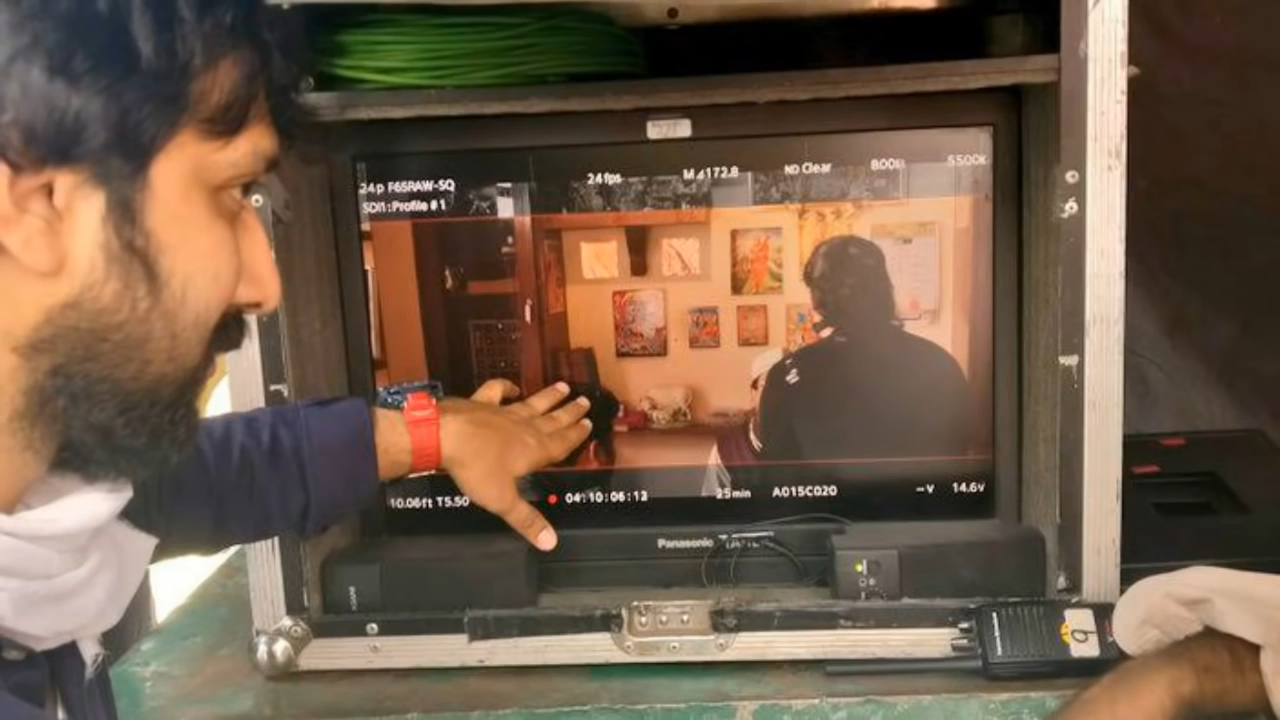 24p F65RAW-SQ 24fps M 172.8 ND Clear 800EI 5500K
SDI1:Profile #1
10.06ft T5.50 04:10:06:12 25min A015C020 --V 14.6V
Panasonic
9